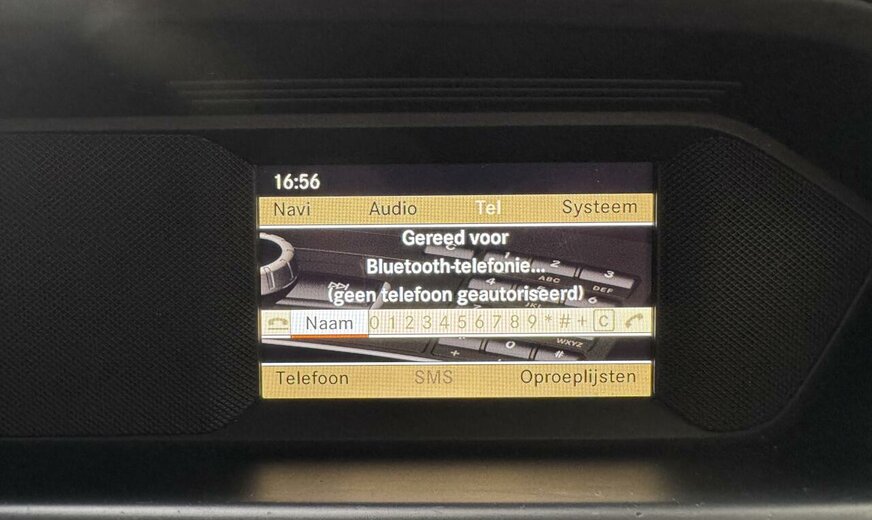 16:56
Navi Audio Tel Systeem
Gereed voor
Bluetooth-telefonie...
(geen telefoon geautoriseerd)
Naam 0 1 2 3 4 5 6 7 8 9 * # + C
Telefoon SMS Oproeplijsten